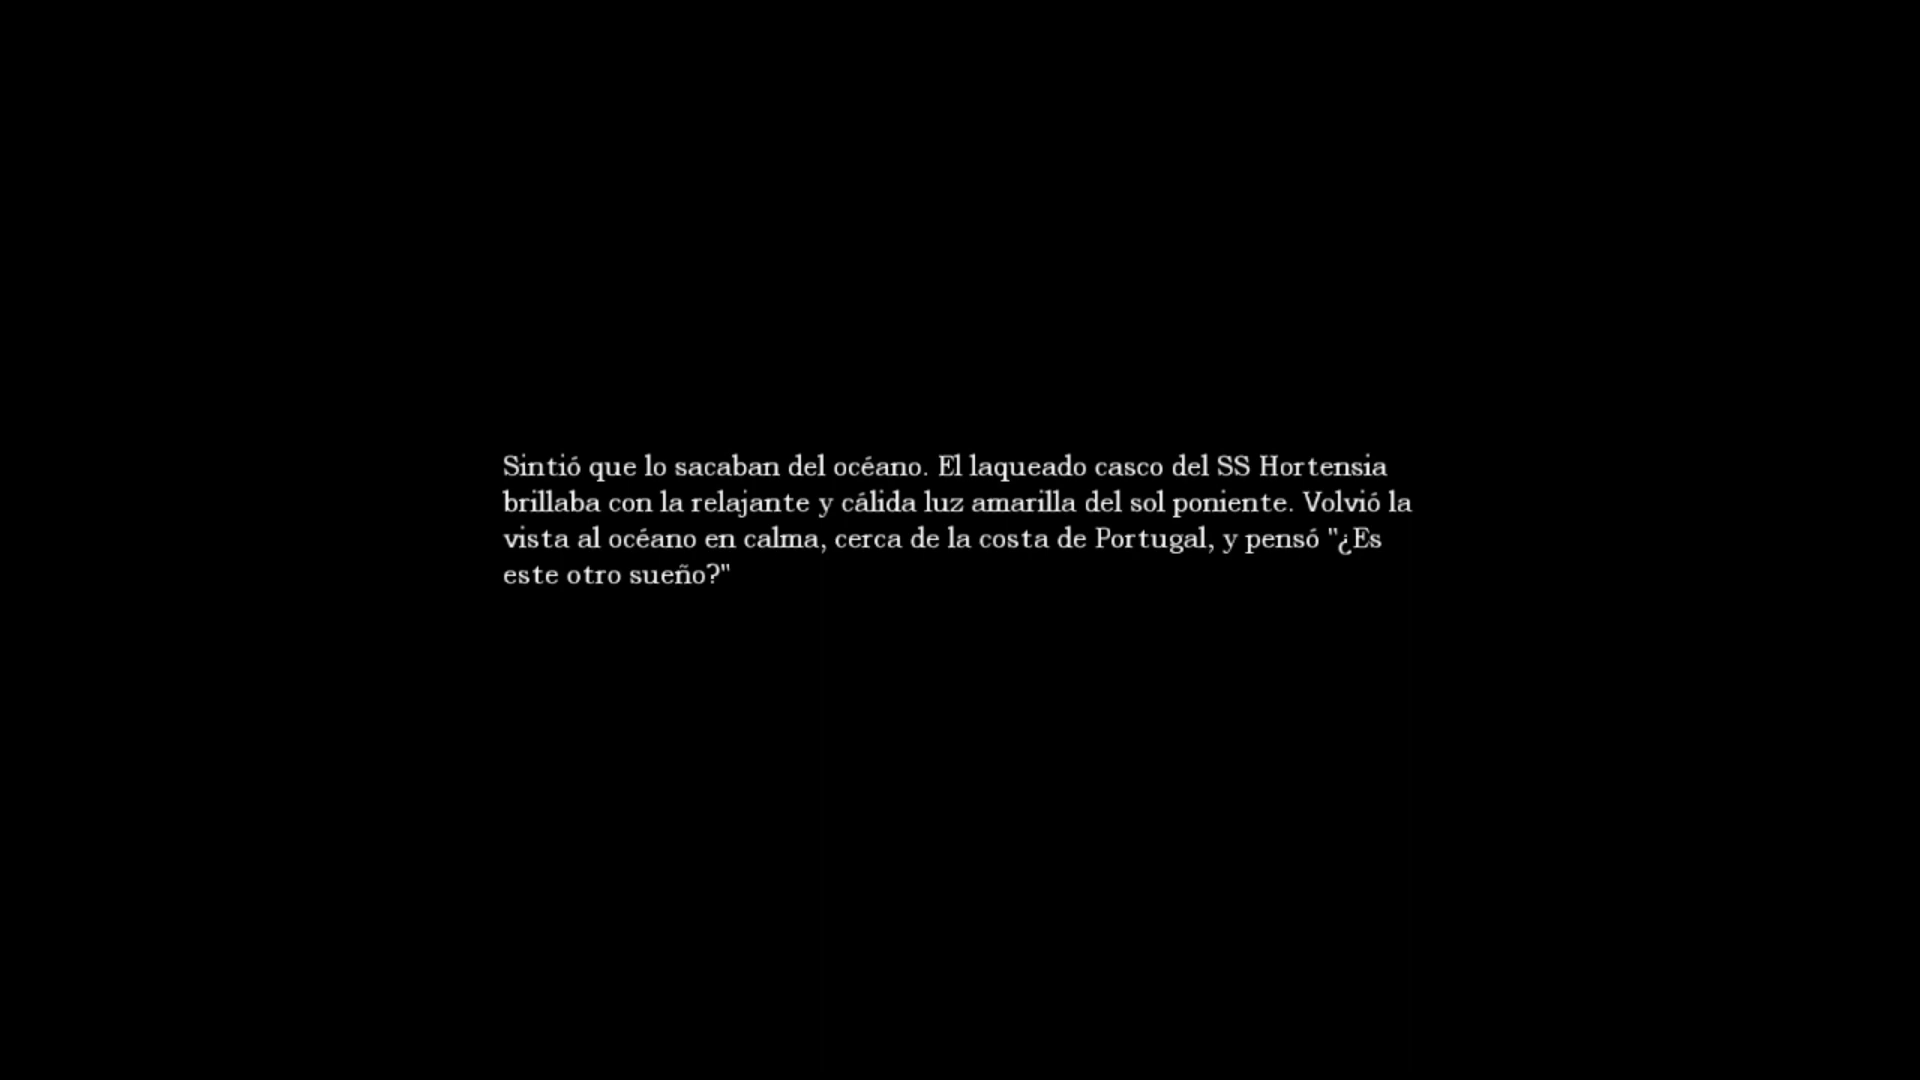 Sintió que lo sacaban del océano. El laqueado casco del SS Hortensia
brillaba con la relajante y cálida luz amarilla del sol poniente. Volvió la
vista al océano en calma, cerca de la costa de Portugal, y pensó "¿Es
este otro sueño?"